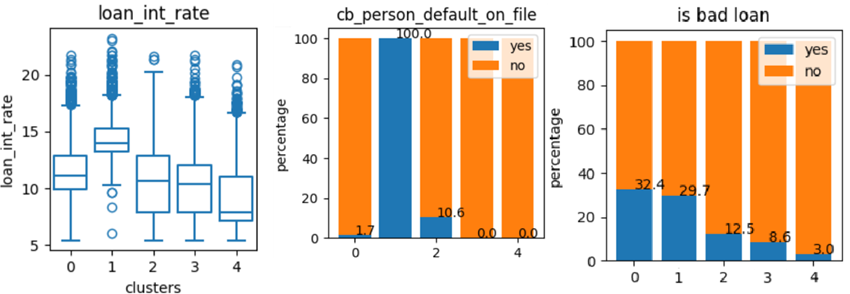 loan_int_rate
loan_int_rate
20
15
10
5
0 1 2 3 4
clusters
cb_person_default_on_file
percentage
100
80
60
40
20
0
yes
no
1.7
100.0
10.6
0.0
0.0
0 2 4
is bad loan
percentage
100
80
60
40
20
0
yes
no
32.4
29.7
12.5
8.6
3.0
0 1 2 3 4